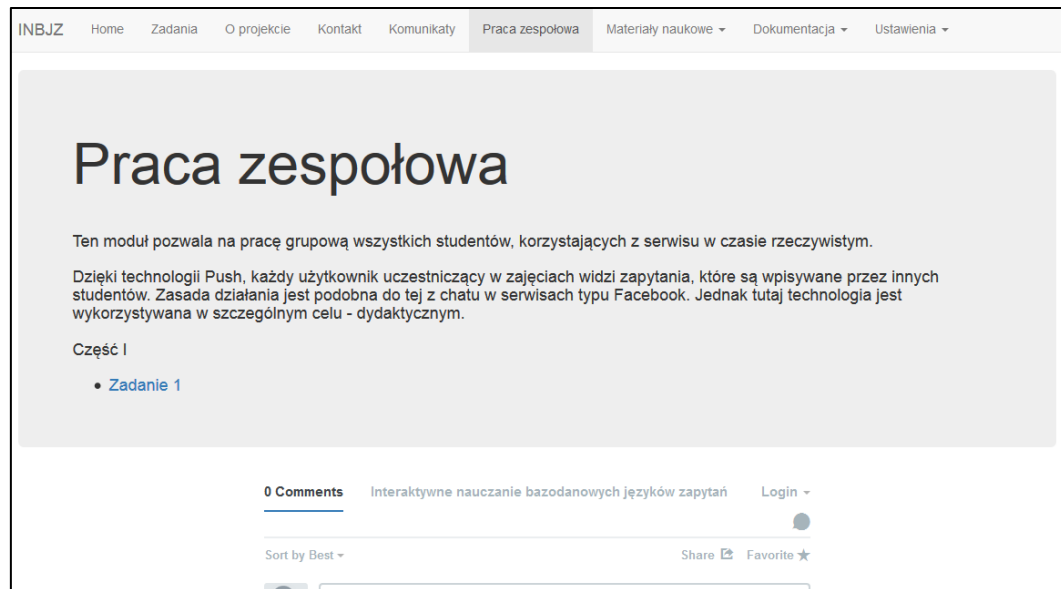 INBJZ Home Zadania O projekcie Kontakt Komunikaty Praca zespołowa Materiały naukowe Dokumentacja Ustawienia
Praca zespołowa
Ten moduł pozwala na pracę grupową wszystkich studentów, korzystających z serwisu w czasie rzeczywistym.
Dzięki technologii Push, każdy użytkownik uczestniczący w zajęciach widzi zapytania, które są wpisywane przez innych
studentów. Zasada działania jest podobna do tej z chatu w serwisach typu Facebook. Jednak tutaj technologia jest
wykorzystywana w szczególnym celu - dydaktycznym.
Część I
• Zadanie 1
0 Comments Interaktywne nauczanie bazodanowych języków zapytań Login
Sort by Best Share Favorite